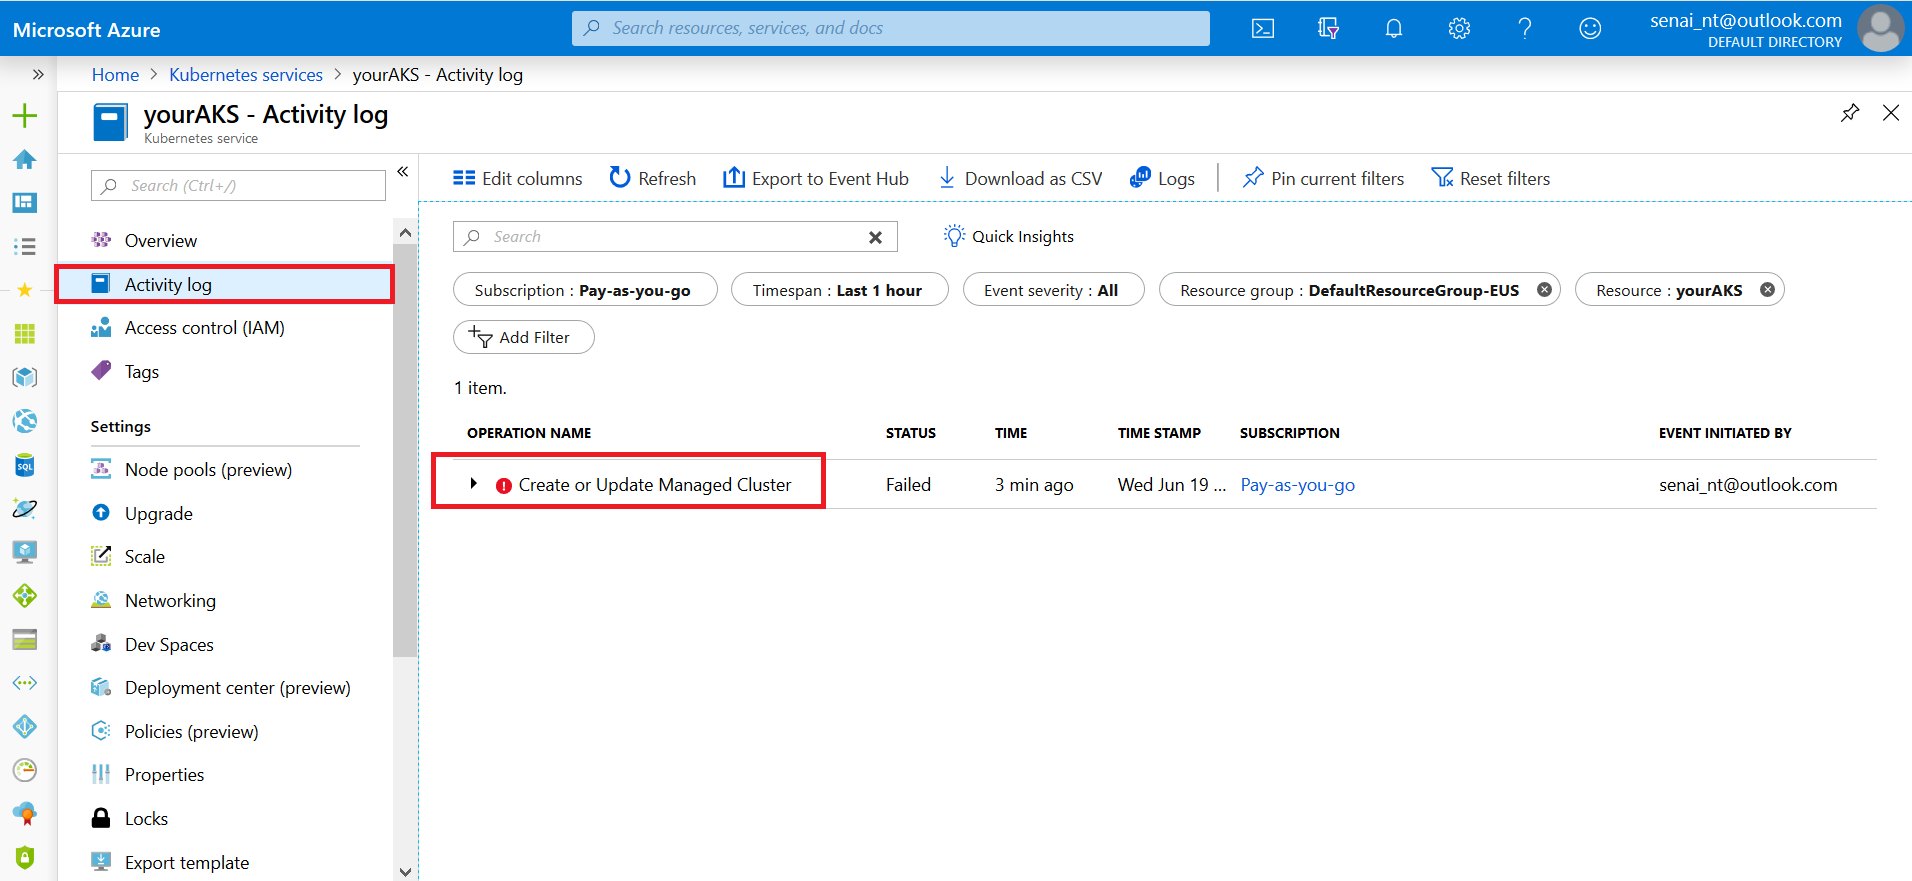 Microsoft Azure
Search resources, services, and docs
senai_nt@outlook.com
DEFAULT DIRECTORY
Home > Kubernetes services > yourAKS - Activity log
yourAKS - Activity log
Kubernetes service
Search (Ctrl+/)
Overview
Activity log
Access control (IAM)
Tags
Settings
Node pools (preview)
Upgrade
Scale
Networking
Dev Spaces
Deployment center (preview)
Policies (preview)
Properties
Locks
Export template
Edit columns Refresh Export to Event Hub Download as CSV Logs Pin current filters Reset filters
Search
Quick Insights
Subscription : Pay-as-you-go Timespan : Last 1 hour Event severity : All Resource group : DefaultResourceGroup-EUS Resource : yourAKS
Add Filter
1 item.
OPERATION NAME STATUS TIME TIME STAMP SUBSCRIPTION EVENT INITIATED BY
Create or Update Managed Cluster Failed 3 min ago Wed Jun 19 ... Pay-as-you-go senai_nt@outlook.com